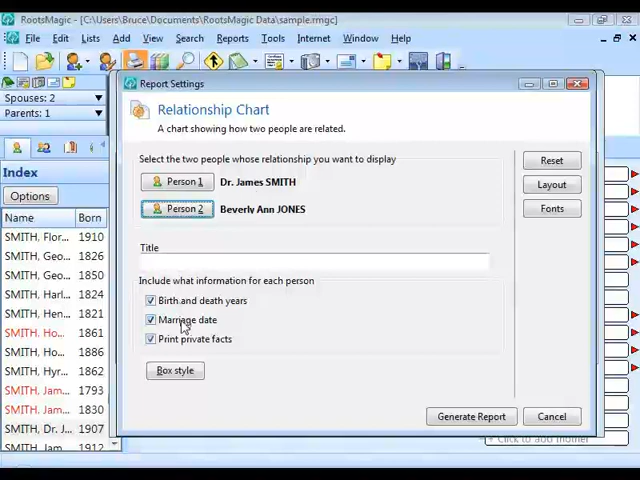 RootsMagic - [C:\Users\Bruce\Documents\RootsMagic Data\sample.rmgc]
File Edit Lists Add View Search Reports Tools Internet Window Help
Spouses: 2
Parents: 1
Index
Options
Name Born
SMITH, Flor... 1910
SMITH, Geo... 1826
SMITH, Geo... 1850
SMITH, Harl... 1824
SMITH, Hen... 1821
SMITH, Ho... 1861
SMITH, Ho... 1886
SMITH, Hyr... 1862
SMITH, Jam... 1793
SMITH, Jam... 1830
SMITH, Dr. J... 1907
SMITH, Jam... 1912
Report Settings
Relationship Chart
A chart showing how two people are related.
Select the two people whose relationship you want to display
Person 1 Dr. James SMITH
Person 2 Beverly Ann JONES
Title
Include what information for each person
Birth and death years
Marriage date
Print private facts
Box style
Reset
Layout
Fonts
Generate Report Cancel
+ Click to add mother